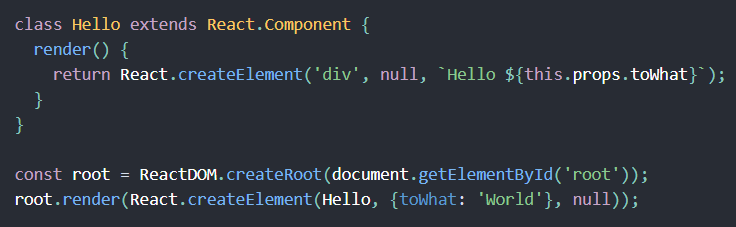 class Hello extends React.Component {
  render() {
    return React.createElement('div', null, `Hello ${this.props.toWhat}`);
  }
}

const root = ReactDOM.createRoot(document.getElementById('root'));
root.render(React.createElement(Hello, {toWhat: 'World'}, null));